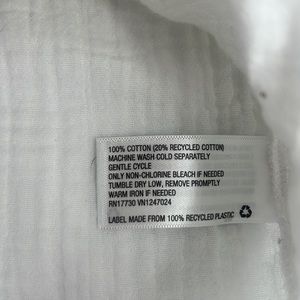 100% COTTON (20% RECYCLED COTTON)
MACHINE WASH COLD SEPARATELY
GENTLE CYCLE
ONLY NON-CHLORINE BLEACH IF NEEDED
TUMBLE DRY LOW, REMOVE PROMPTLY
WARM IRON IF NEEDED
RN17730 VN1247024
LABEL MADE FROM 100% RECYCLED PLASTIC